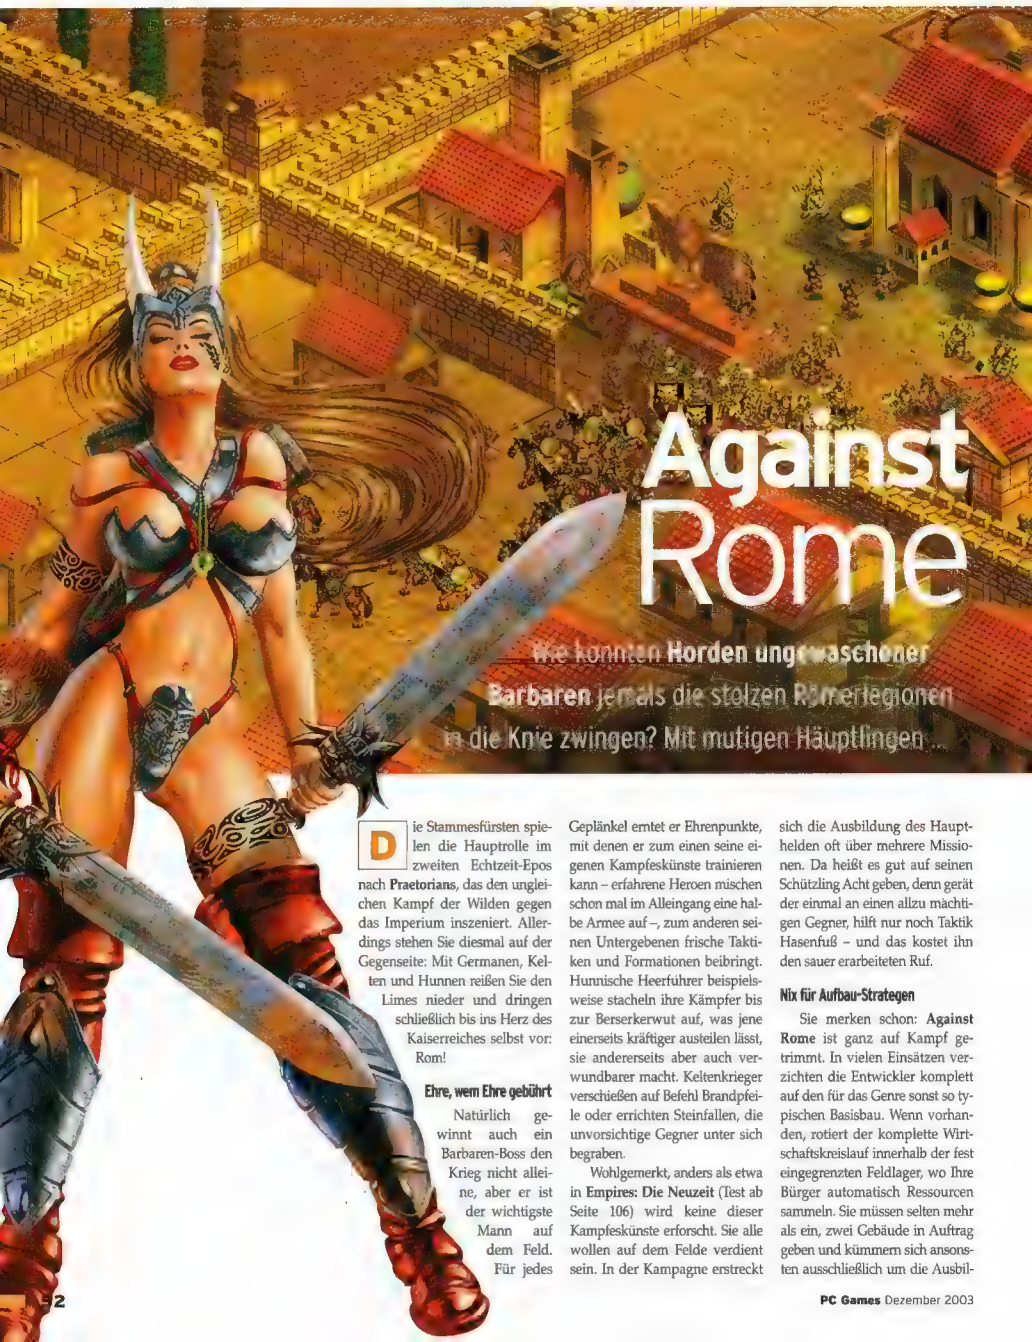 Against
Rome
Wie konnten Horden ungewaschener
Barbaren jemals die stolzen Römerlegionen
in die Knie zwingen? Mit mutigen Häuptlingen ...
Die Stammesfürsten spie-
len die Hauptrolle im
zweiten Echtzeit-Epos
nach Praetorians, das den unglei-
chen Kampf der Wilden gegen
das Imperium inszeniert. Aller-
dings stehen Sie diesmal auf der
Gegenseite: Mit Germanen, Kel-
ten und Hunnen reißen Sie den
Limes nieder und dringen
schließlich bis ins Herz des
Kaiserreiches selbst vor:
Rom!
Ehre, wem Ehre gebührt
Natürlich ge-
winnt auch ein
Barbaren-Boss den
Krieg nicht allei-
ne, aber er ist
der wichtigste
Mann auf
dem Feld.
Für jedes
Geplänkel erntet er Ehrenpunkte,
mit denen er zum einen seine ei-
genen Kampfeskünste trainieren
kann – erfahrene Heroen mischen
schon mal im Alleingang eine hal-
be Armee auf –, zum anderen sei-
nen Untergebenen frische Takti-
ken und Formationen beibringt.
Hunnische Heerführer beispiels-
weise stacheln ihre Kämpfer bis
zur Berserkerwut auf, was jene
einerseits kräftiger austeilen lässt,
sie andererseits aber auch ver-
wundbarer macht. Keltenkrieger
verschießen auf Befehl Brandpfei-
le oder errichten Steinfallen, die
unvorsichtige Gegner unter sich
begraben.
Wohlgemerkt, anders als etwa
in Empires: Die Neuzeit (Test ab
Seite 106) wird keine dieser
Kampfeskünste erforscht. Sie alle
wollen auf dem Felde verdient
sein. In der Kampagne erstreckt
sich die Ausbildung des Haupt-
helden oft über mehrere Missio-
nen. Da heißt es gut auf seinen
Schützling Acht geben, denn gerät
der einmal an einen allzu mächti-
gen Gegner, hilft nur noch Taktik
Hasenfuß – und das kostet ihn
den sauer erarbeiteten Ruf.
Nix für Aufbau-Strategen
Sie merken schon: Against
Rome ist ganz auf Kampf ge-
trimmt. In vielen Einsätzen ver-
zichten die Entwickler komplett
auf den für das Genre sonst so ty-
pischen Basisbau. Wenn vorhan-
den, rotiert der komplette Wirt-
schaftskreislauf innerhalb der fest
eingegrenzten Feldlager, wo Ihre
Bürger automatisch Ressourcen
sammeln. Sie müssen selten mehr
als ein, zwei Gebäude in Auftrag
geben und kümmern sich ansons-
ten ausschließlich um die Ausbil-
PC Games Dezember 2003